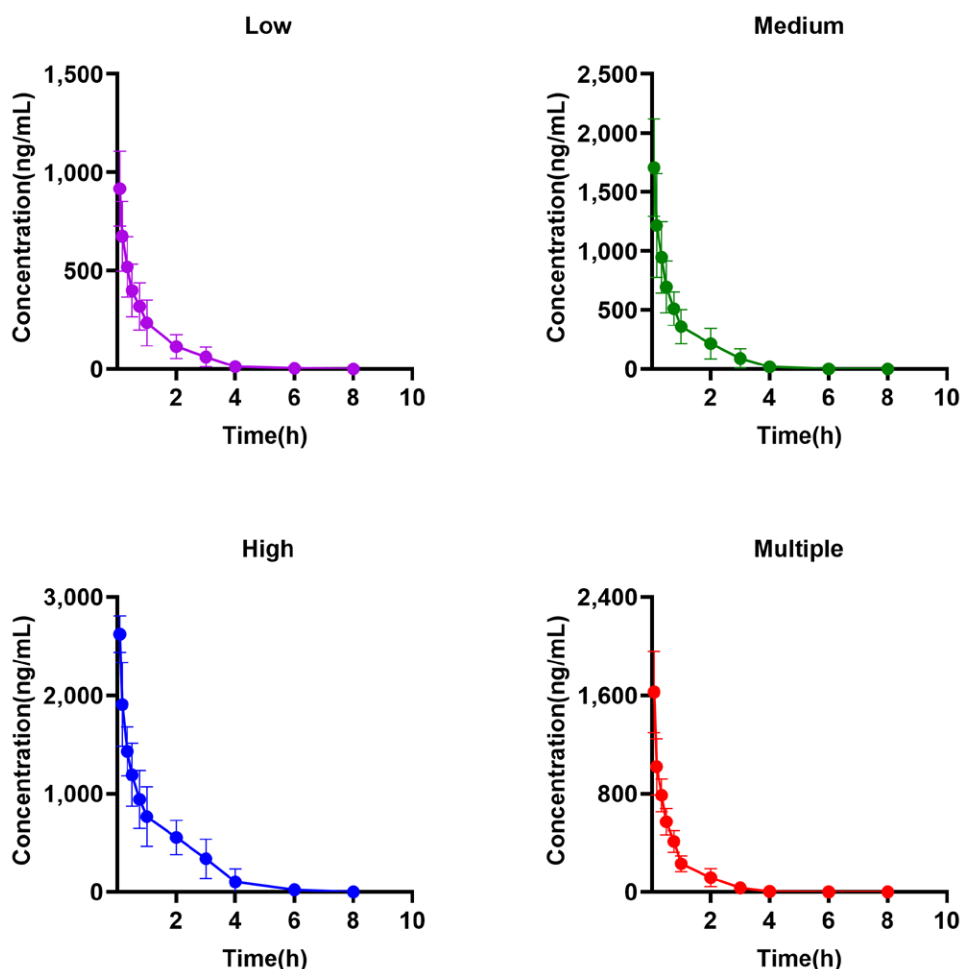 Low
Concentration(ng/mL)
1,500
1,000
500
0
2 4 6 8 10
Time(h)
Medium
Concentration(ng/mL)
2,500
2,000
1,500
1,000
500
0
2 4 6 8 10
Time(h)
High
Concentration(ng/mL)
3,000
2,000
1,000
0
2 4 6 8 10
Time(h)
Multiple
Concentration(ng/mL)
2,400
1,600
800
0
2 4 6 8 10
Time(h)